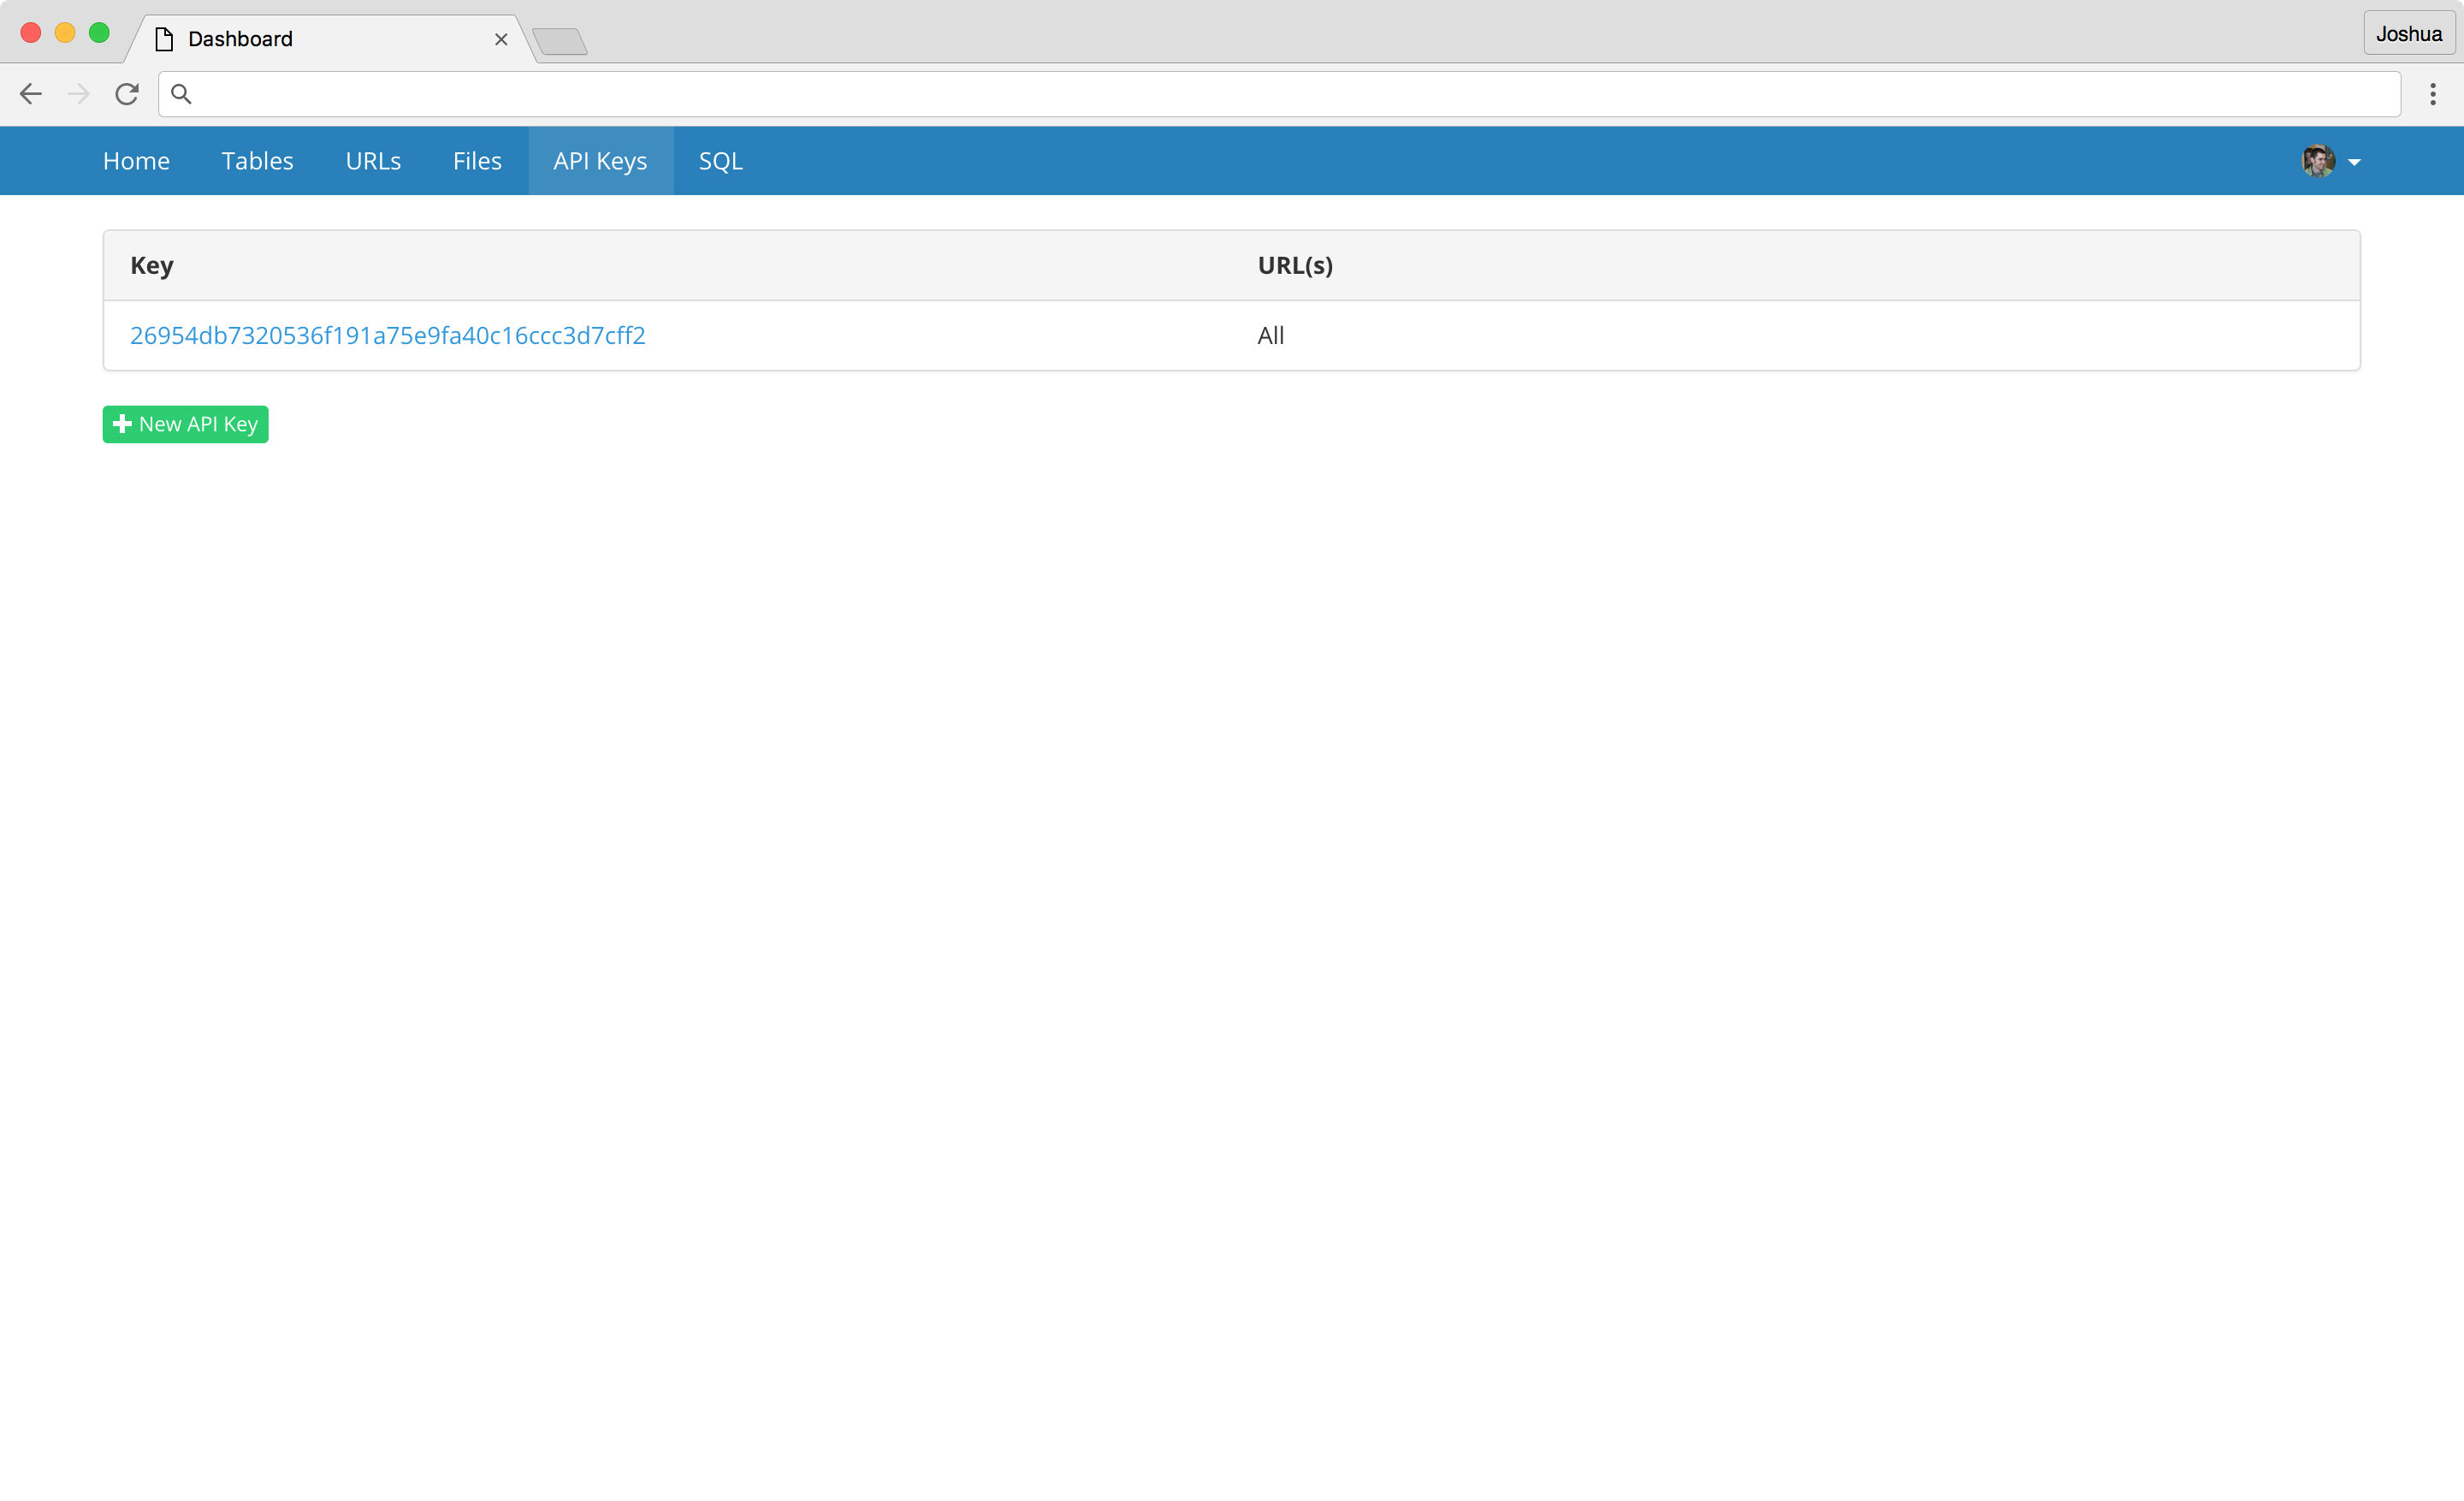 Dashboard
Joshua
Home Tables URLs Files API Keys SQL
Key URL(s)
26954db7320536f191a75e9fa40c16ccc3d7cff2 All
New API Key